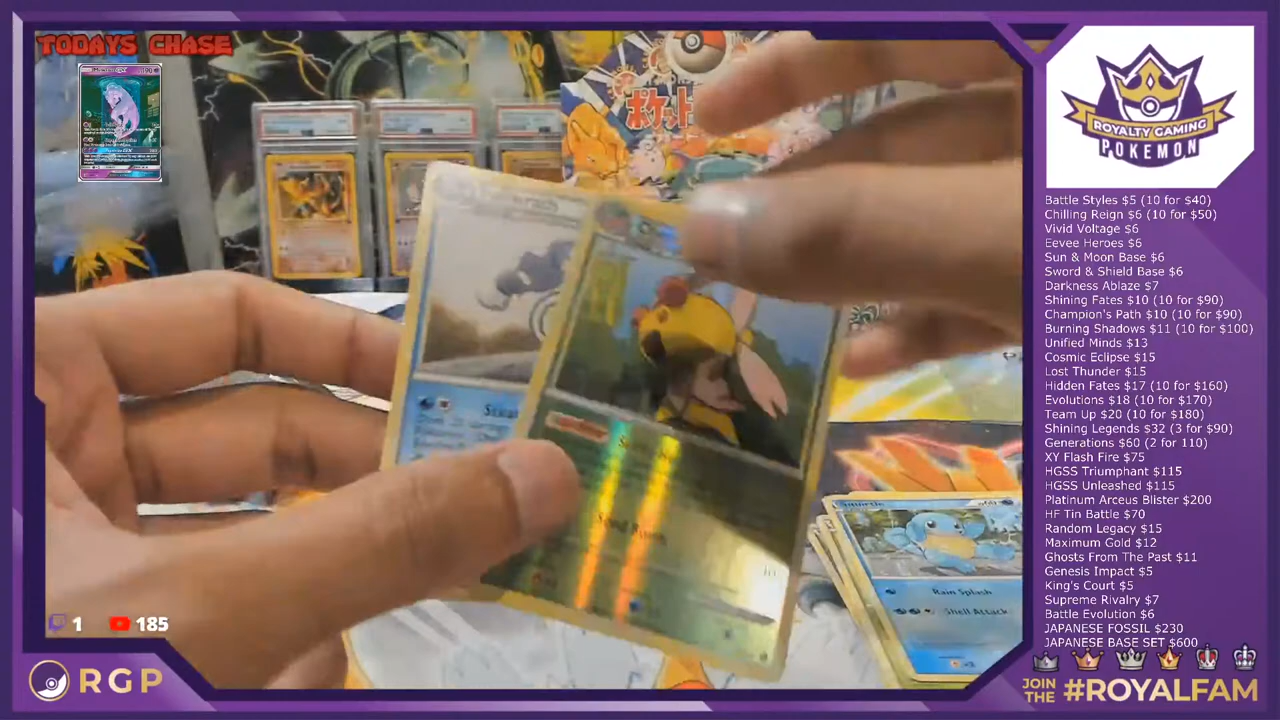 TODAYS CHASE
ポケット
ROYALTY GAMING
POKEMON
Battle Styles $5 (10 for $40)
Chilling Reign $6 (10 for $50)
Vivid Voltage $6
Eevee Heroes $6
Sun & Moon Base $6
Sword & Shield Base $6
Darkness Ablaze $7
Shining Fates $10 (10 for $90)
Champion's Path $10 (10 for $90)
Burning Shadows $11 (10 for $100)
Unified Minds $13
Cosmic Eclipse $15
Lost Thunder $15
Hidden Fates $17 (10 for $160)
Evolutions $18 (10 for $170)
Team Up $20 (10 for $180)
Shining Legends $32 (3 for $90)
Generations $60 (2 for 110)
XY Flash Fire $75
HGSS Triumphant $115
HGSS Unleashed $115
Platinum Arceus Blister $200
HF Tin Battle $70
Random Legacy $15
Maximum Gold $12
Ghosts From The Past $11
Genesis Impact $5
King's Court $5
Supreme Rivalry $7
Battle Evolution $6
JAPANESE FOSSIL $230
JAPANESE BASE SET $600
Squirtle
Rain Splash
Shell Attack
1
185
RGP
JOIN THE #ROYALFAM